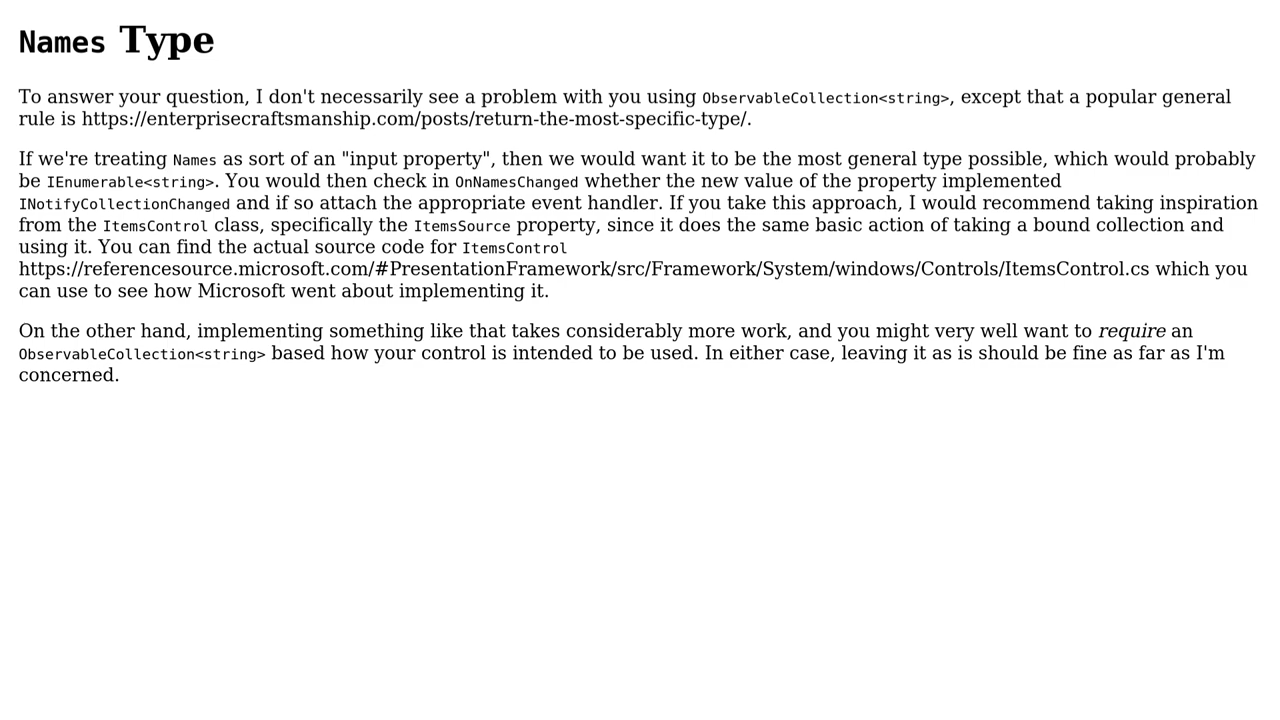 Names Type
To answer your question, I don't necessarily see a problem with you using ObservableCollection<string>, except that a popular general
rule is https://enterprisecraftsmanship.com/posts/return-the-most-specific-type/.
If we're treating Names as sort of an "input property", then we would want it to be the most general type possible, which would probably
be IEnumerable<string>. You would then check in OnNamesChanged whether the new value of the property implemented
INotifyCollectionChanged and if so attach the appropriate event handler. If you take this approach, I would recommend taking inspiration
from the ItemsControl class, specifically the ItemsSource property, since it does the same basic action of taking a bound collection and
using it. You can find the actual source code for ItemsControl
https://referencesource.microsoft.com/#PresentationFramework/src/Framework/System/windows/Controls/ItemsControl.cs which you
can use to see how Microsoft went about implementing it.
On the other hand, implementing something like that takes considerably more work, and you might very well want to require an
ObservableCollection<string> based how your control is intended to be used. In either case, leaving it as is should be fine as far as I'm
concerned.